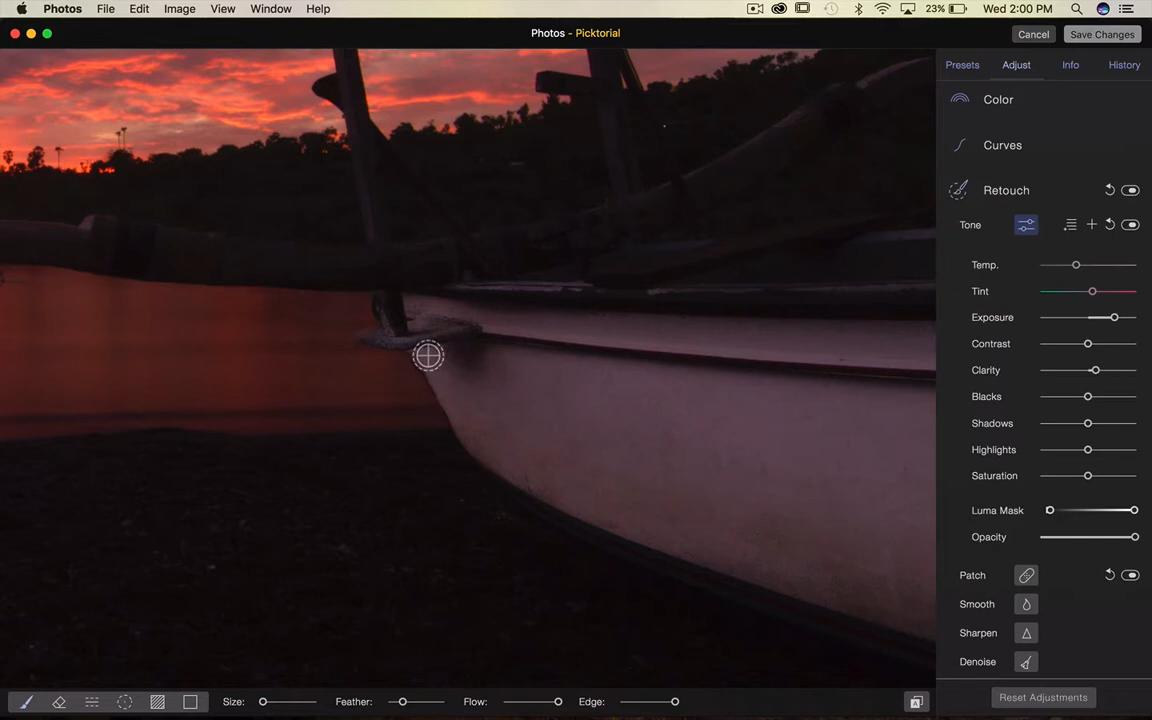 Photos File Edit Image View Window Help 23% Wed 2:00 PM
Photos - Picktorial
Cancel
Save Changes
Presets Adjust Info History
Color
Curves
Retouch
Tone
Temp.
Tint
Exposure
Contrast
Clarity
Blacks
Shadows
Highlights
Saturation
Luma Mask
Opacity
Patch
Smooth
Sharpen
Denoise
Size: Feather: Flow: Edge:
Reset Adjustments